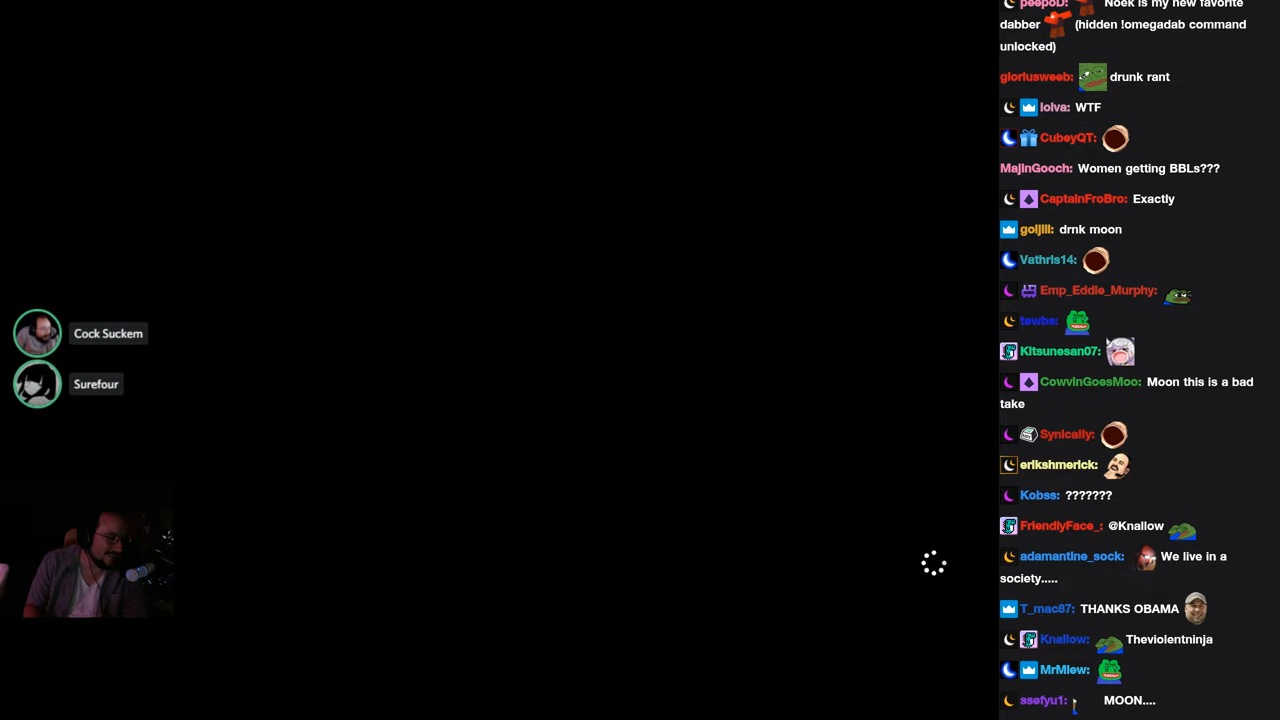 Cock Suckem
Surefour
peepoD: Noek is my new favorite
dabber (hidden !omegadab command
unlocked)
gloriusweeb: drunk rant
lolva: WTF
CubeyQT:
MajinGooch: Women getting BBLs???
CaptainFroBro: Exactly
goljill: drnk moon
Vathris14:
Emp_Eddie_Murphy:
tewbs:
Kitsunesan07:
CowvinGoesMoo: Moon this is a bad
take
Synically:
erikshmerick:
Kobss: ???????
FriendlyFace_: @Knallow
adamantine_sock: We live in a
society.....
T_mac87: THANKS OBAMA
Knallow: Theviolentninja
MrMiew:
ssefyu1: MOON....